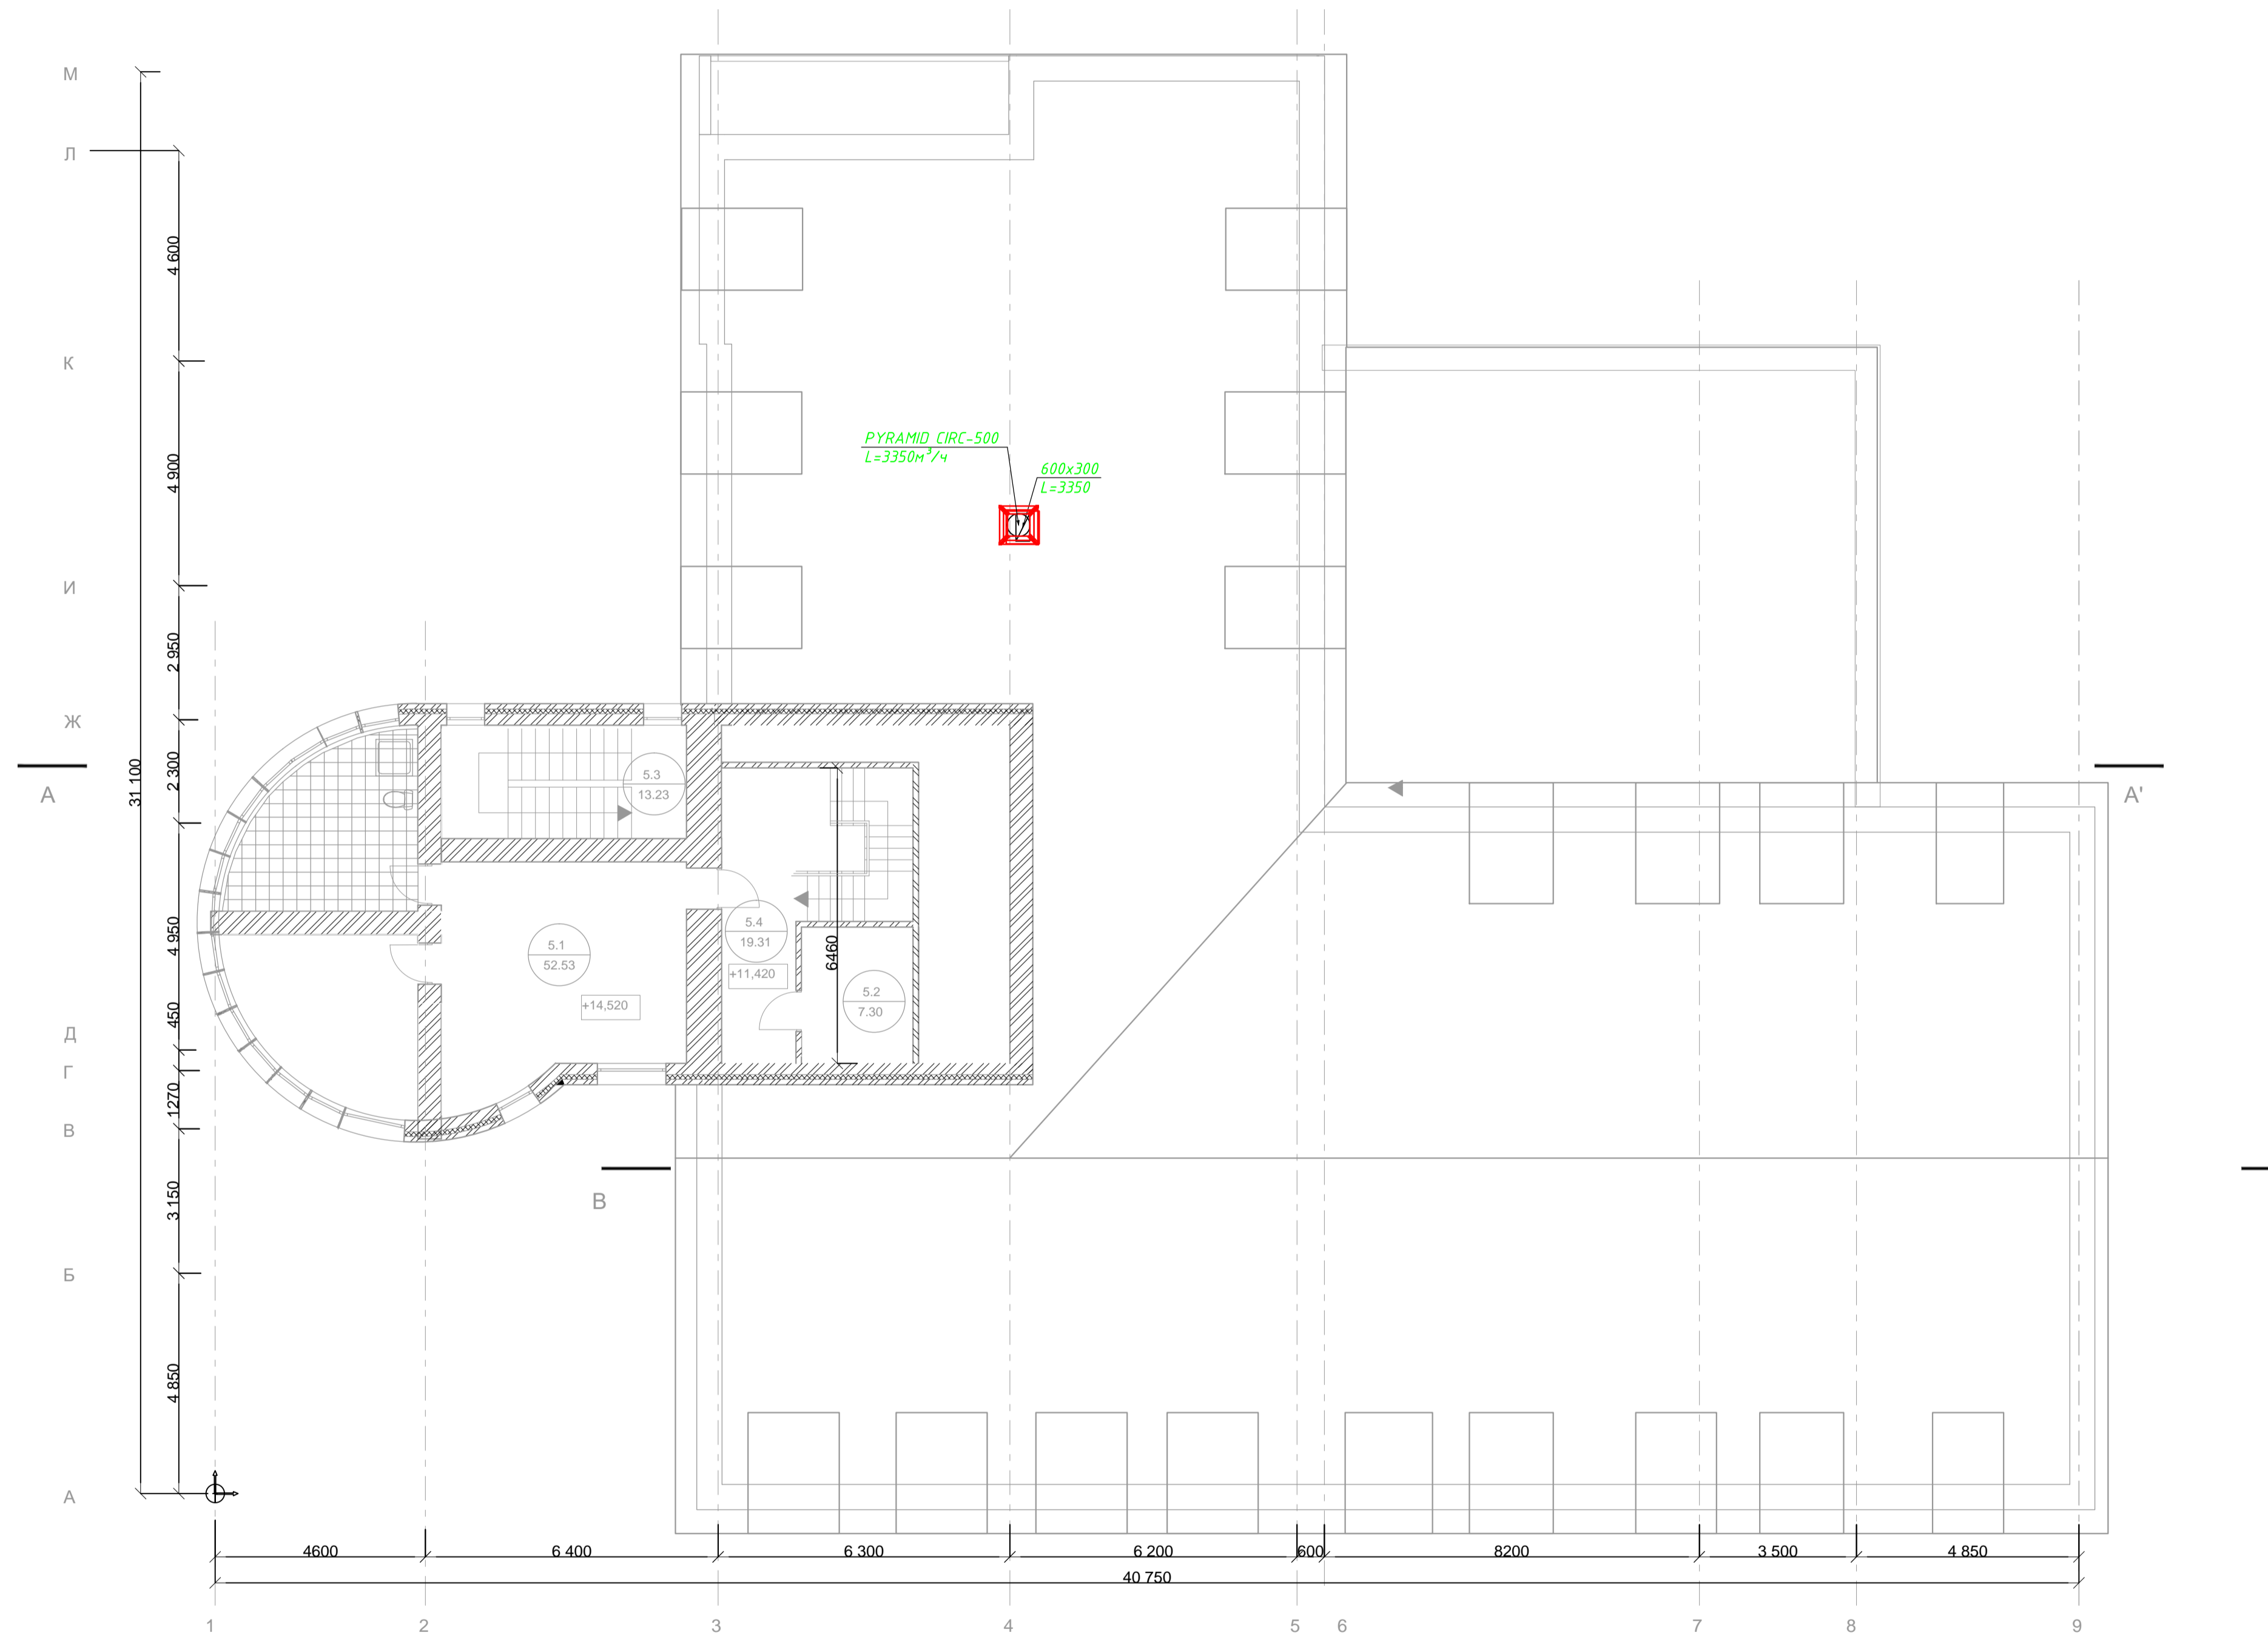 М
Л
4 600
К
4 900
PYRAMID CIRC-500
L=3350м³/ч
600x300
L=3350
И
2 950
Ж
2 300
31 100
А
А'
5.3
13.23
4 950
5.1
52.53
5.4
19.31
+11,420
6460
5.2
7.30
+14,520
450
Д
Г
1270
В
3 150
В
Б
4 850
А
4600
6 400
6 300
6 200
600
8200
3 500
4 850
40 750
1
2
3
4
5
6
7
8
9